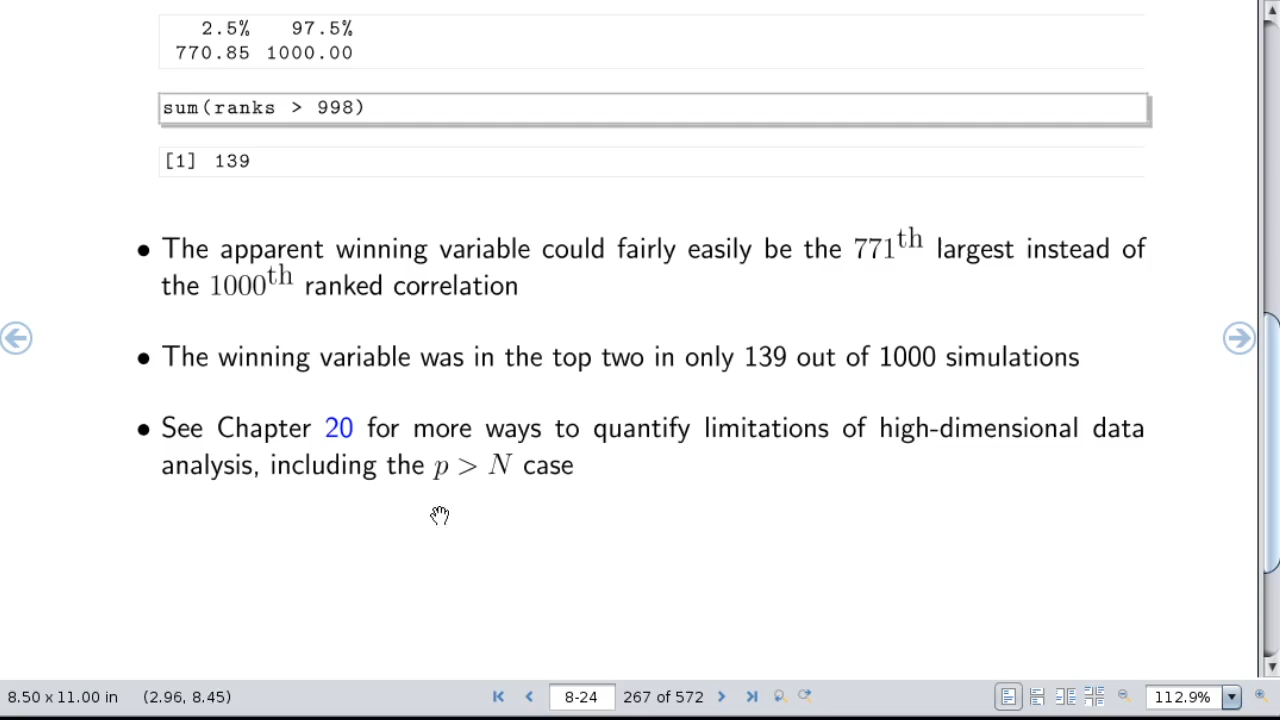 2.5% 97.5%
770.85 1000.00
sum(ranks > 998)
[1] 139
• The apparent winning variable could fairly easily be the 771th largest instead of
the 1000th ranked correlation
• The winning variable was in the top two in only 139 out of 1000 simulations
• See Chapter 20 for more ways to quantify limitations of high-dimensional data
analysis, including the p > N case
8.50 x 11.00 in (2.96, 8.45) 8-24 267 of 572 112.9%